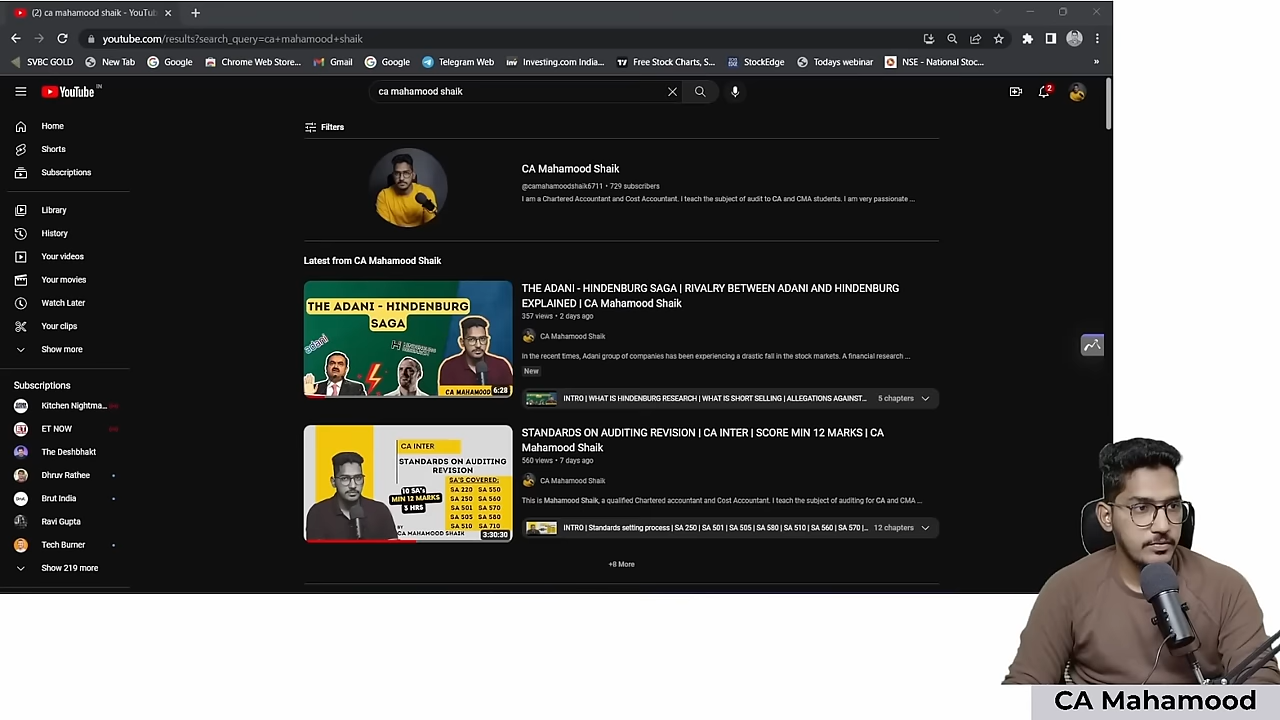 (2) ca mahamood shaik - YouTu
youtube.com/results?search_query=ca+mahamood+shaik
SVBC GOLD
New Tab
Google
Chrome Web Store...
Gmail
Google
Telegram Web
Investing.com India...
Free Stock Charts, S...
StockEdge
Todays webinar
NSE - National Stoc...
»
YouTube IN
ca mahamood shaik
2
Home
Shorts
Subscriptions
Library
History
Your videos
Your movies
Watch Later
Your clips
Show more
Subscriptions
Kitchen Nightma...
ET NOW
The Deshbhakt
Dhruv Rathee
Brut India
Ravi Gupta
Tech Burner
Show 219 more
Filters
CA Mahamood Shaik
@camahamoodshaik6711 • 729 subscribers
I am a Chartered Accountant and Cost Accountant. I teach the subject of audit to CA and CMA students. I am very passionate ...
Latest from CA Mahamood Shaik
THE ADANI - HINDENBURG
SAGA
adani
CA MAHAMOOD
6:28
THE ADANI - HINDENBURG SAGA | RIVALRY BETWEEN ADANI AND HINDENBURG
EXPLAINED | CA Mahamood Shaik
357 views • 2 days ago
CA Mahamood Shaik
In the recent times, Adani group of companies has been experiencing a drastic fall in the stock markets. A financial research ...
New
INTRO | WHAT IS HINDENBURG RESEARCH | WHAT IS SHORT SELLING | ALLEGATIONS AGAINST...
5 chapters
CA INTER
STANDARDS ON AUDITING
REVISION
SA'S COVERED:
10 SA's
MIN 12 MARKS
3 HRS
SA 220 SA 550
SA 250 SA 560
SA 501 SA 570
SA 505 SA 580
SA 510 SA 710
BY
CA MAHAMOOD SHAIK
3:30:30
STANDARDS ON AUDITING REVISION | CA INTER | SCORE MIN 12 MARKS | CA
Mahamood Shaik
560 views • 7 days ago
CA Mahamood Shaik
This is Mahamood Shaik, a qualified Chartered accountant and Cost Accountant. I teach the subject of auditing for CA and CMA ...
INTRO | Standards setting process | SA 250 | SA 501 | SA 505 | SA 580 | SA 510 | SA 560 | SA 570 |...
12 chapters
+8 More
CA Mahamood